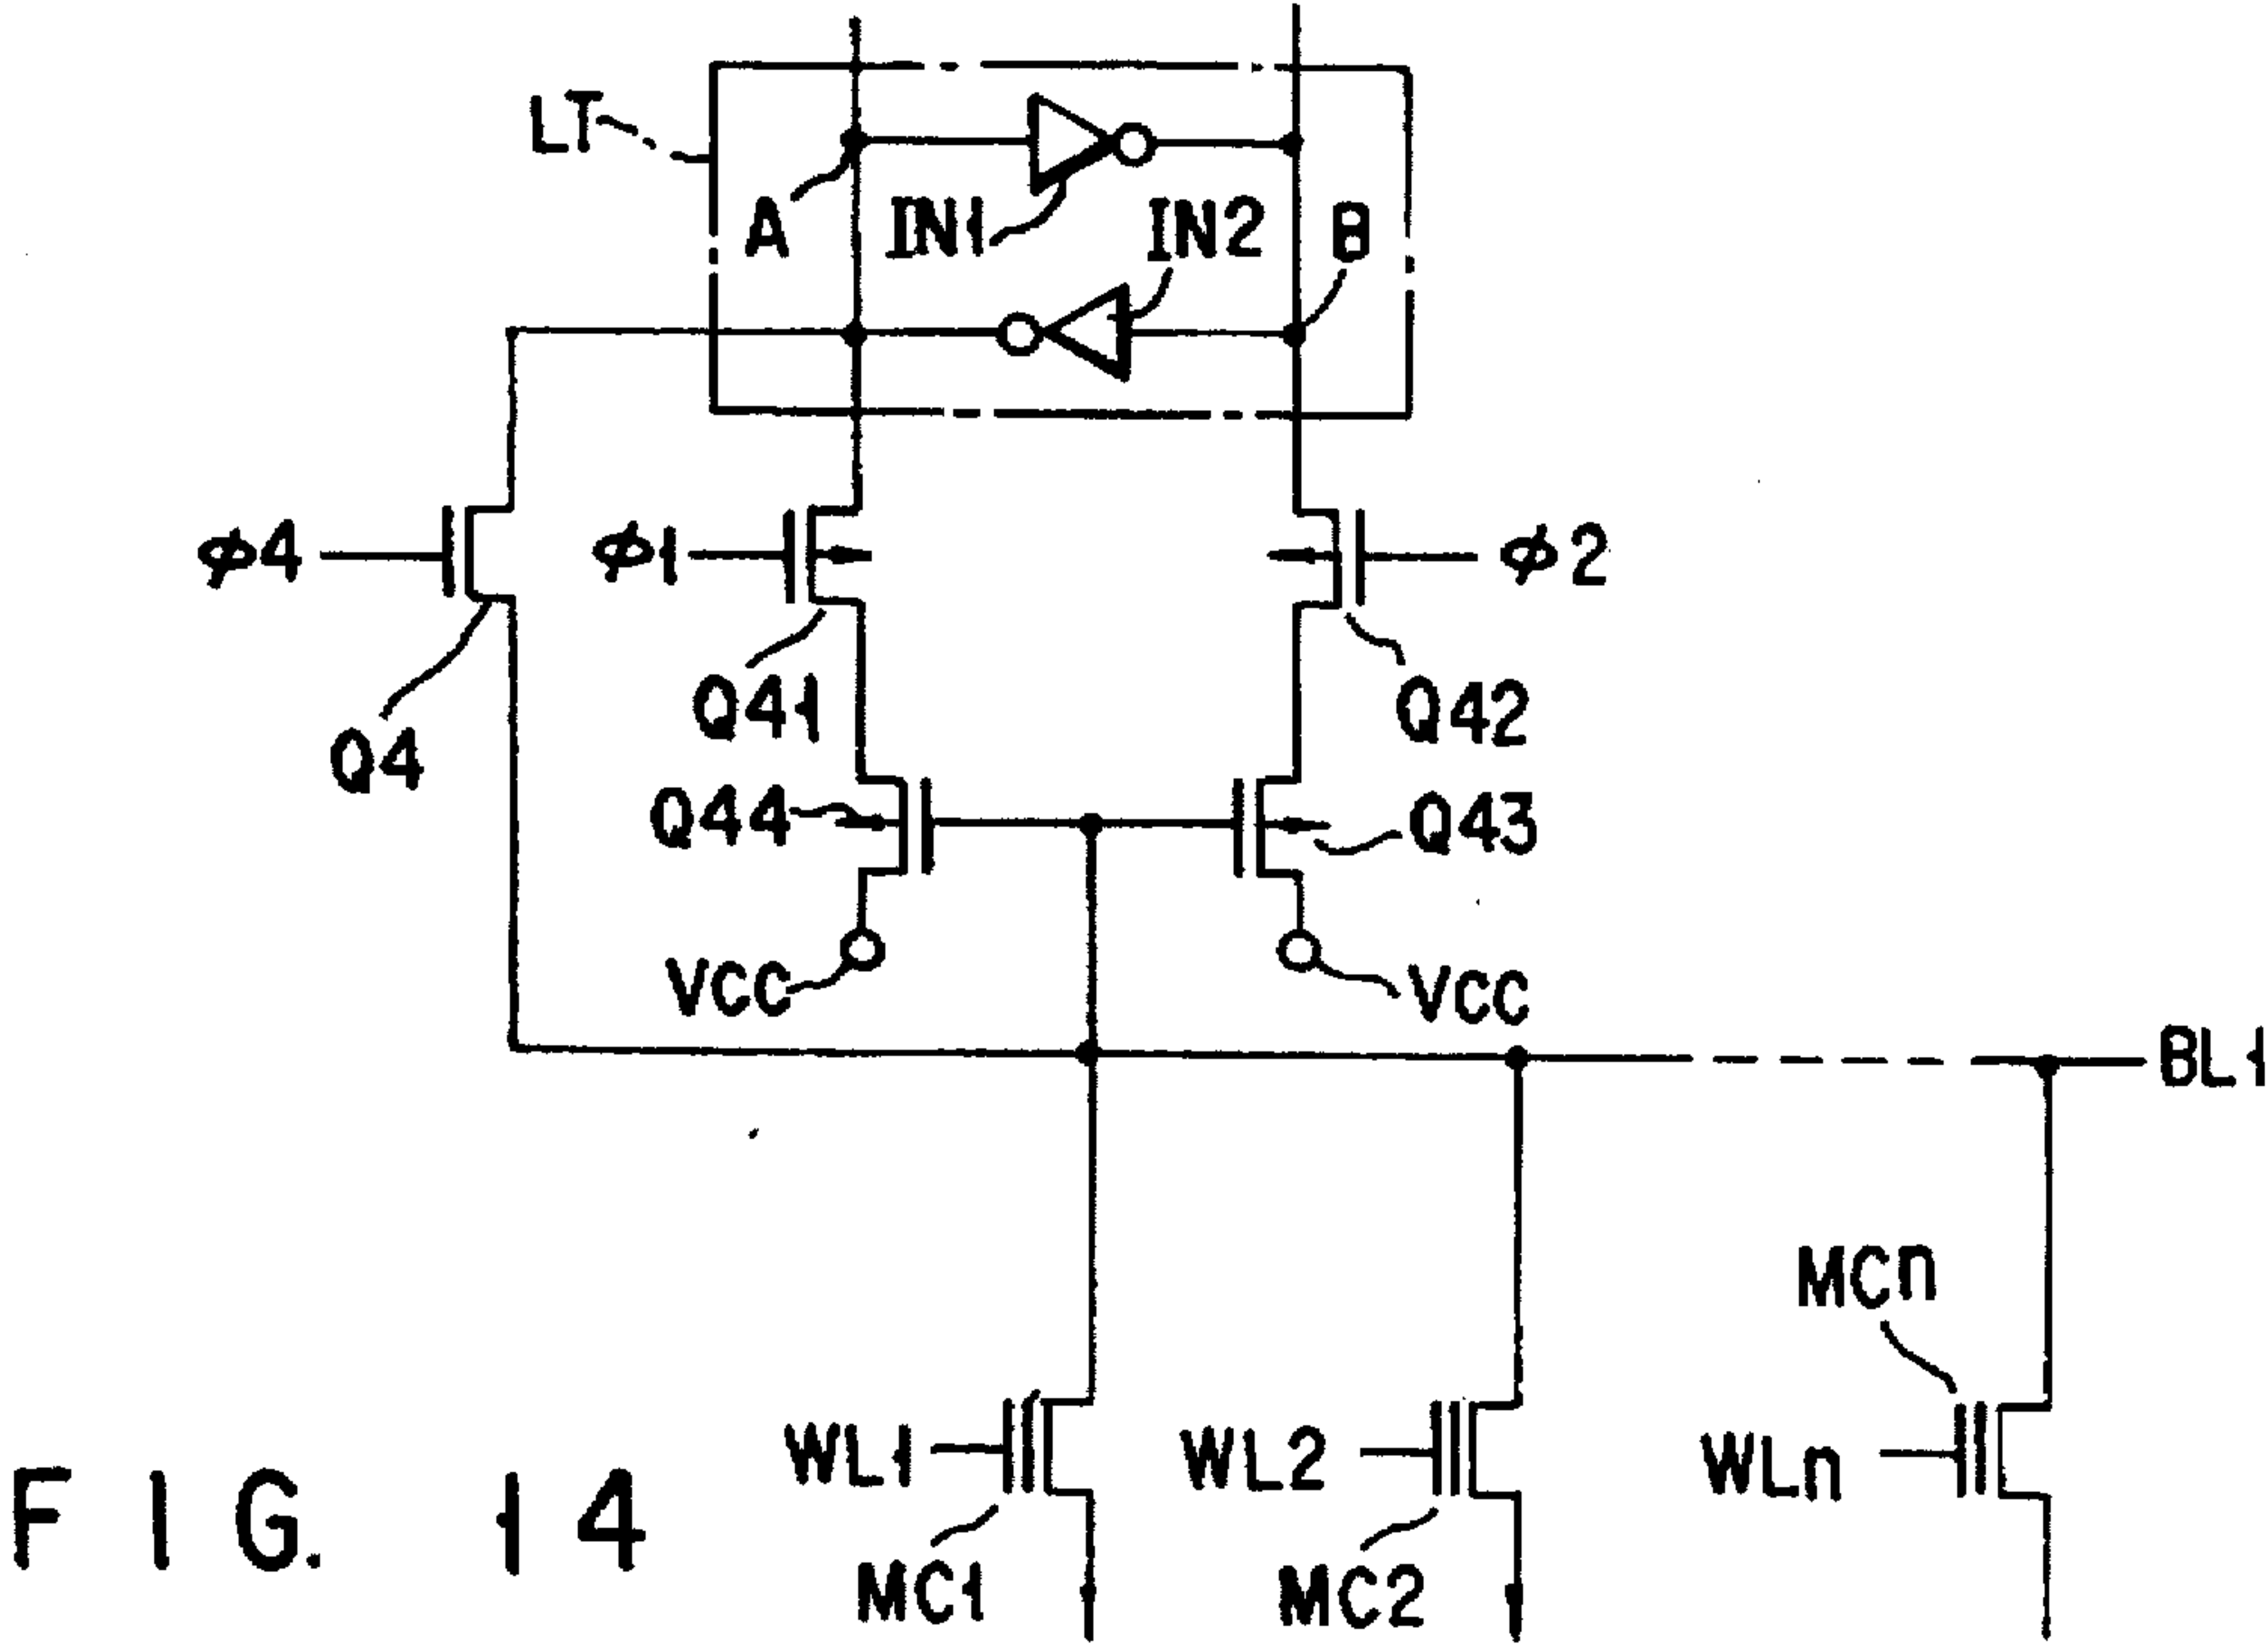 LT
A
IN1
IN2
B
φ4
φ1
φ2
Q4
Q41
Q42
Q44
Q43
VCC
VCC
BL1
MCn
WL1
WL2
WLn
MC1
MC2
FIG. 14